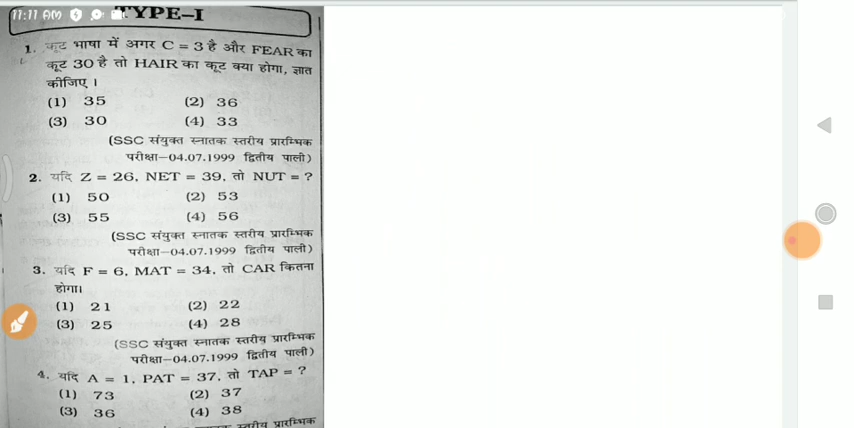 11:11 AM
TYPE–I
1. कूट भाषा में अगर C = 3 है और FEAR का
कूट 30 है तो HAIR का कूट क्या होगा, ज्ञात
कीजिए ।
(1) 35 (2) 36
(3) 30 (4) 33
(SSC संयुक्त स्नातक स्तरीय प्रारम्भिक
परीक्षा–04.07.1999 द्वितीय पाली)
2. यदि Z = 26, NET = 39, तो NUT = ?
(1) 50 (2) 53
(3) 55 (4) 56
(SSC संयुक्त स्नातक स्तरीय प्रारम्भिक
परीक्षा–04.07.1999 द्वितीय पाली)
3. यदि F = 6, MAT = 34, तो CAR कितना
होगा।
(1) 21 (2) 22
(3) 25 (4) 28
(SSC संयुक्त स्नातक स्तरीय प्रारम्भिक
परीक्षा–04.07.1999 द्वितीय पाली)
4. यदि A = 1, PAT = 37, तो TAP = ?
(1) 73 (2) 37
(3) 36 (4) 38
स्तरीय प्रारम्भिक